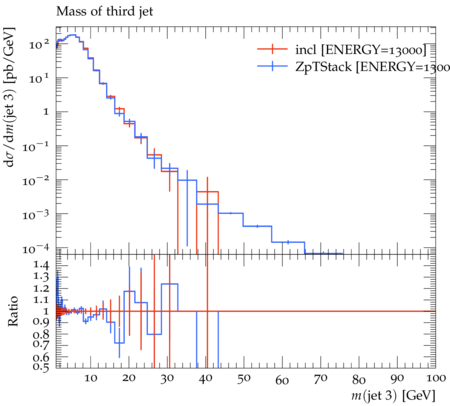 Mass of third jet
dσ/dm(jet 3) [pb/GeV]
10²
10¹
1
10⁻¹
10⁻²
10⁻³
10⁻⁴
incl [ENERGY=13000]
ZpTStack [ENERGY=1300
Ratio
1.4
1.3
1.2
1.1
1
0.9
0.8
0.7
0.6
0.5
10 20 30 40 50 60 70 80 90 100
m(jet 3) [GeV]